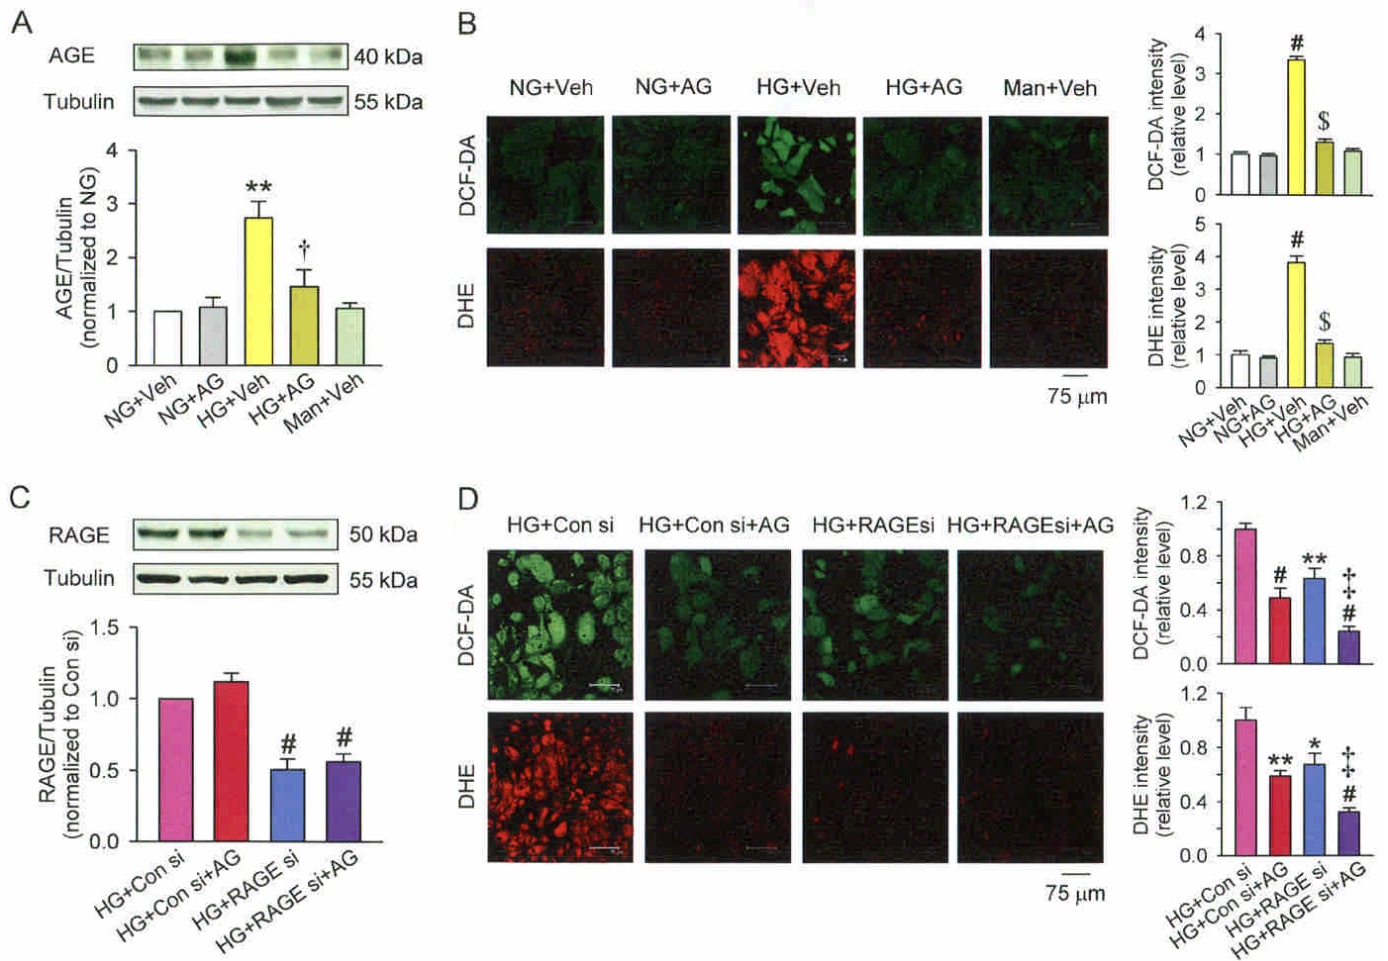 A
AGE
40 kDa
Tubulin
55 kDa
AGE/Tubulin
(normalized to NG)
4
3
2
1
0
**
†
NG+Veh
NG+AG
HG+Veh
HG+AG
Man+Veh
B
NG+Veh NG+AG HG+Veh HG+AG Man+Veh
DCF-DA
DHE
75 μm
DCF-DA intensity
(relative level)
4
3
2
1
0
#
$
DHE intensity
(relative level)
5
4
3
2
1
0
#
$
NG+Veh
NG+AG
HG+Veh
HG+AG
Man+Veh
C
RAGE
50 kDa
Tubulin
55 kDa
RAGE/Tubulin
(normalized to Con si)
1.5
1.0
0.5
0.0
#
#
HG+Con si
HG+Con si+AG
HG+RAGE si
HG+RAGE si+AG
D
HG+Con si HG+Con si+AG HG+RAGEsi HG+RAGEsi+AG
DCF-DA
DHE
75 μm
DCF-DA intensity
(relative level)
1.2
0.8
0.4
0.0
#
**
‡
#
DHE intensity
(relative level)
1.2
0.8
0.4
0.0
**
*
‡
#
HG+Con si
HG+Con si+AG
HG+RAGE si
HG+RAGE si+AG